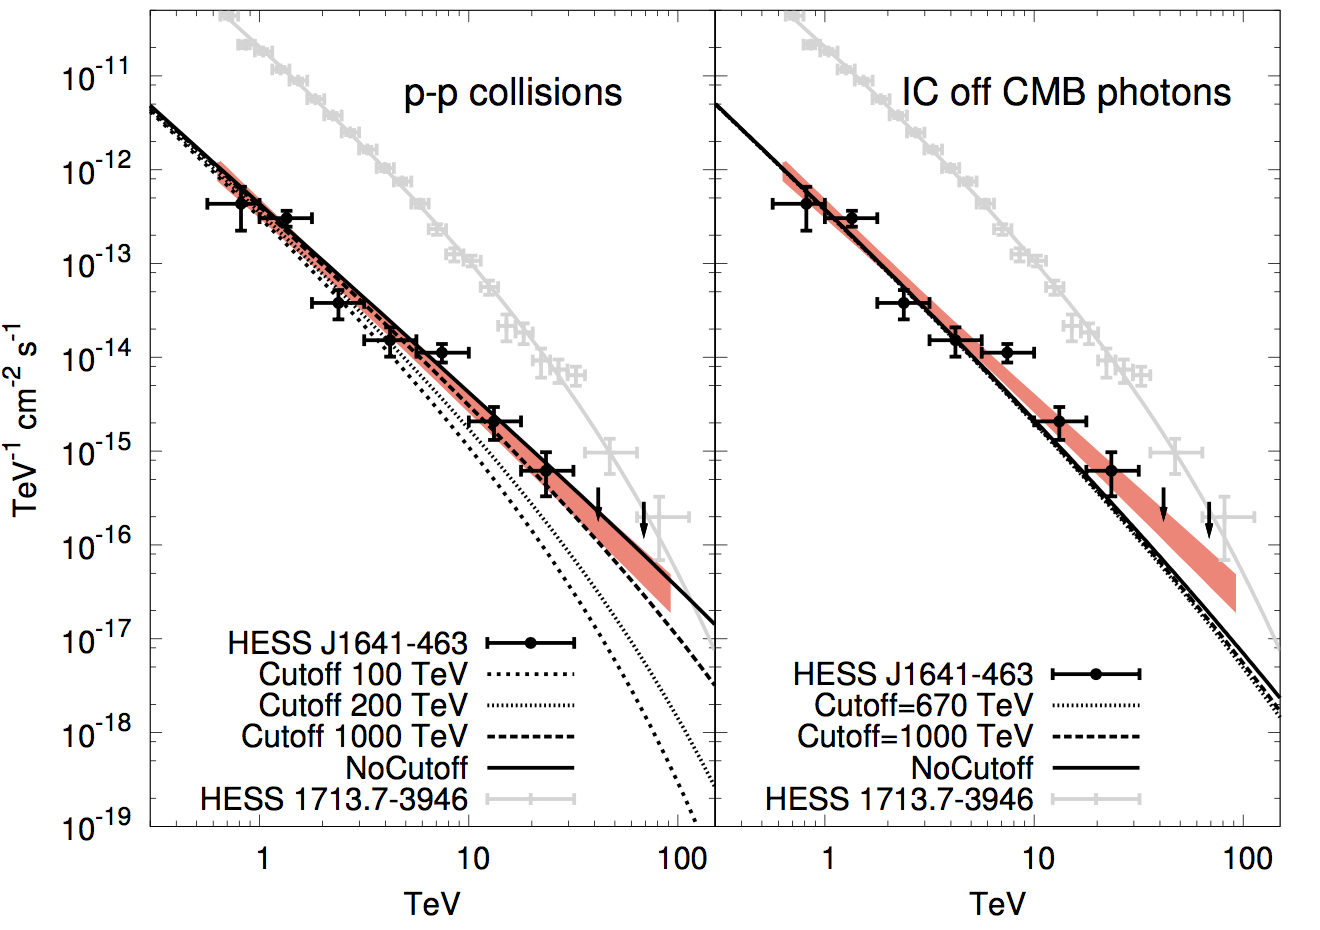 TeV⁻¹ cm⁻² s⁻¹
10⁻¹¹
10⁻¹²
10⁻¹³
10⁻¹⁴
10⁻¹⁵
10⁻¹⁶
10⁻¹⁷
10⁻¹⁸
10⁻¹⁹
p-p collisions
HESS J1641-463
Cutoff 100 TeV
Cutoff 200 TeV
Cutoff 1000 TeV
NoCutoff
HESS 1713.7-3946
1 10 100
TeV
IC off CMB photons
HESS J1641-463
Cutoff=670 TeV
Cutoff=1000 TeV
NoCutoff
HESS 1713.7-3946
1 10 100
TeV